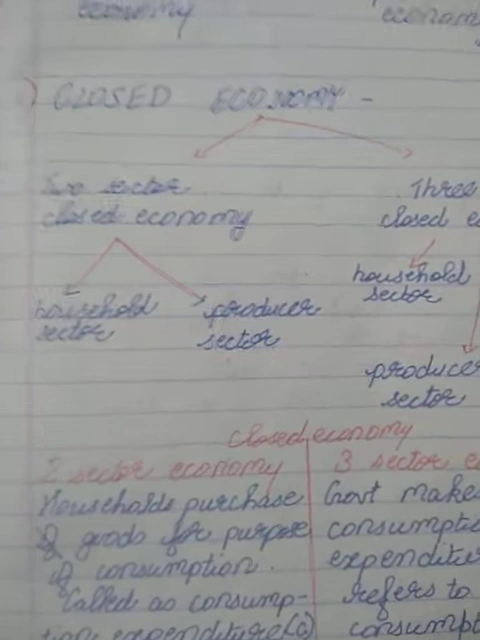 economy economy
) CLOSED ECONOMY -
Two sector Three
closed economy closed e
household sector producer sector
household sector
producer sector
closed economy
2 sector economy
Households purchase
of goods for purpose
of consumption.
Called as consump-
tion expenditure (C)
3 sector e
Govt make
consumpti
expenditu
refers to
consumpt